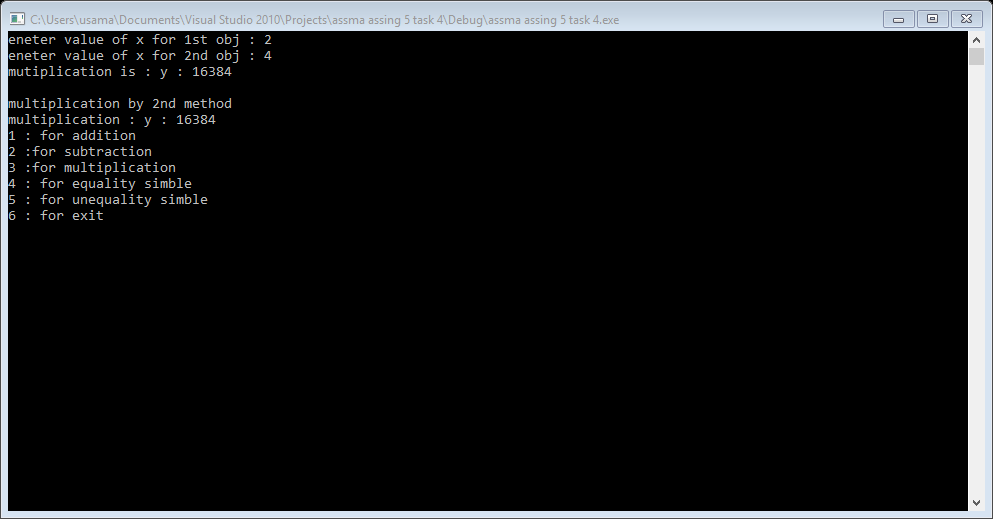 C:\Users\usama\Documents\Visual Studio 2010\Projects\assma assing 5 task 4\Debug\assma assing 5 task 4.exe
eneter value of x for 1st obj : 2
eneter value of x for 2nd obj : 4
mutiplication is : y : 16384
multiplication by 2nd method
multiplication : y : 16384
1 : for addition
2 :for subtraction
3 :for multiplication
4 : for equality simble
5 : for unequality simble
6 : for exit